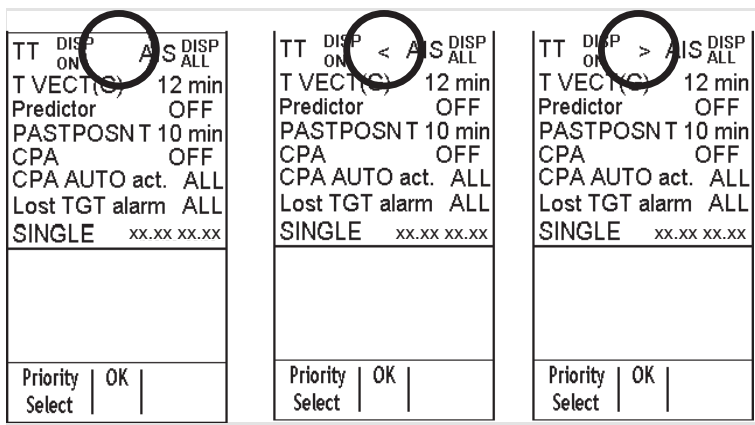 TT DISP ON AIS DISP ALL
T VECT(G) 12 min
Predictor OFF
PASTPOSN T 10 min
CPA OFF
CPA AUTO act. ALL
Lost TGT alarm ALL
SINGLE xx.xx xx.xx
Priority Select | OK |
TT DISP ON < AIS DISP ALL
T VECT(G) 12 min
Predictor OFF
PASTPOSN T 10 min
CPA OFF
CPA AUTO act. ALL
Lost TGT alarm ALL
SINGLE xx.xx xx.xx
Priority Select | OK |
TT DISP ON > AIS DISP ALL
T VECT(G) 12 min
Predictor OFF
PASTPOSN T 10 min
CPA OFF
CPA AUTO act. ALL
Lost TGT alarm ALL
SINGLE xx.xx xx.xx
Priority Select | OK |